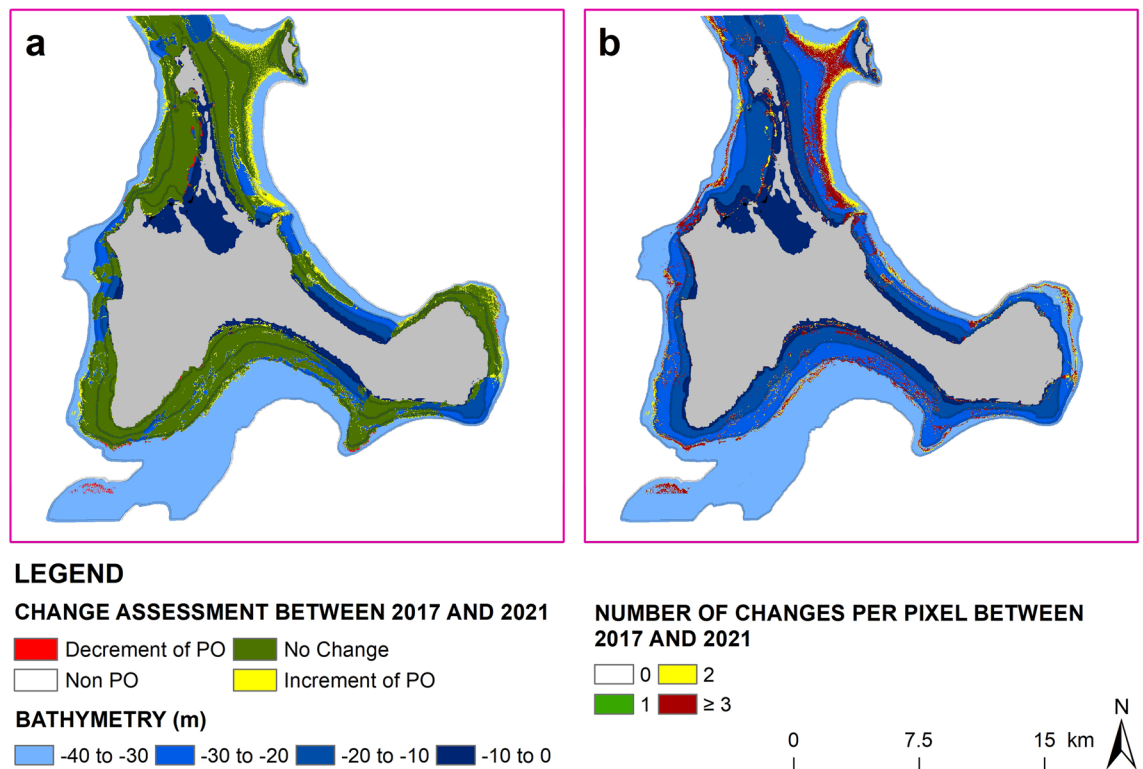 a
b
LEGEND
CHANGE ASSESSMENT BETWEEN 2017 AND 2021
Decrement of PO
No Change
Non PO
Increment of PO
BATHYMETRY (m)
-40 to -30
-30 to -20
-20 to -10
-10 to 0
NUMBER OF CHANGES PER PIXEL BETWEEN
2017 AND 2021
0
2
1
≥ 3
N
0
7.5
15 km